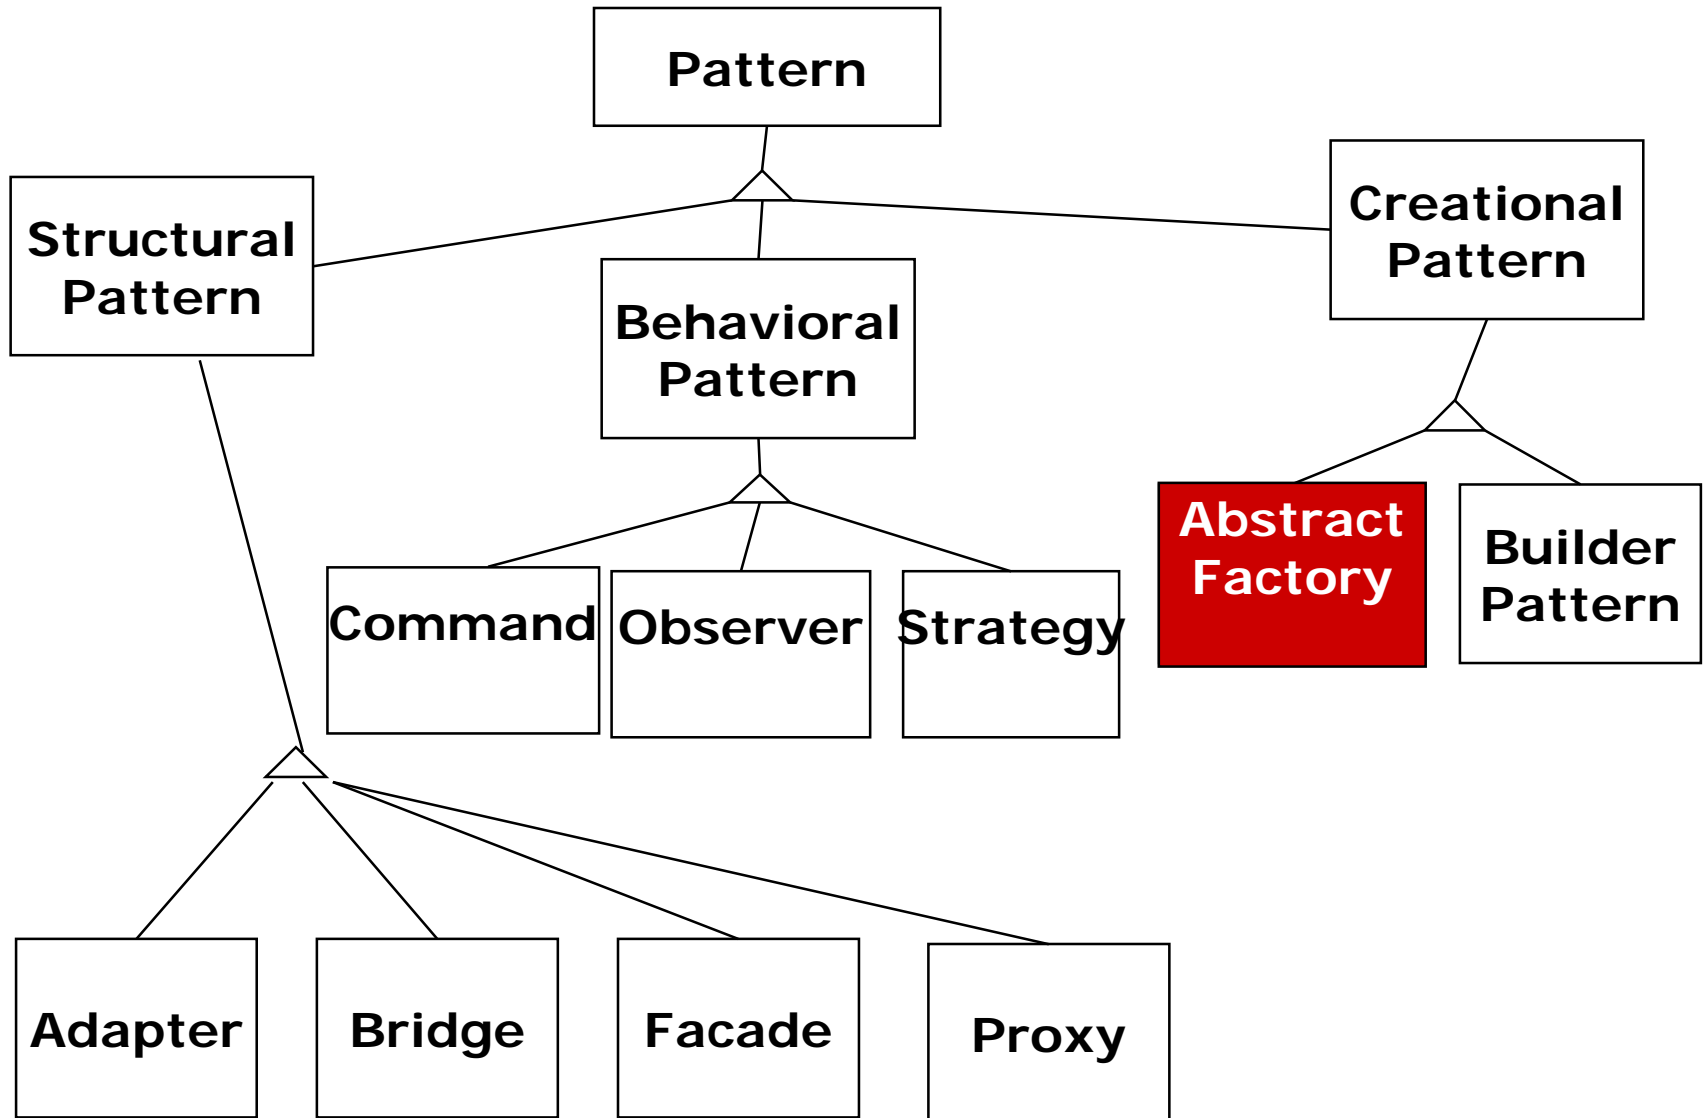 Pattern
Structural
Pattern
Behavioral
Pattern
Creational
Pattern
Command
Observer
Strategy
Abstract
Factory
Builder
Pattern
Adapter
Bridge
Facade
Proxy